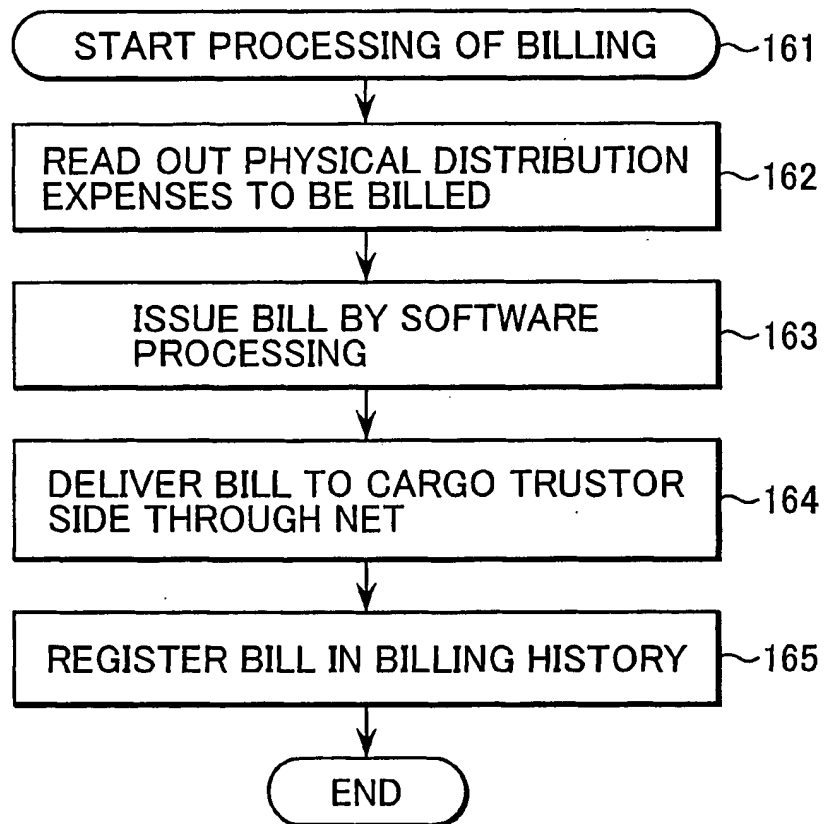 START PROCESSING OF BILLING 161
READ OUT PHYSICAL DISTRIBUTION
EXPENSES TO BE BILLED 162
ISSUE BILL BY SOFTWARE
PROCESSING 163
DELIVER BILL TO CARGO TRUSTOR
SIDE THROUGH NET 164
REGISTER BILL IN BILLING HISTORY 165
END